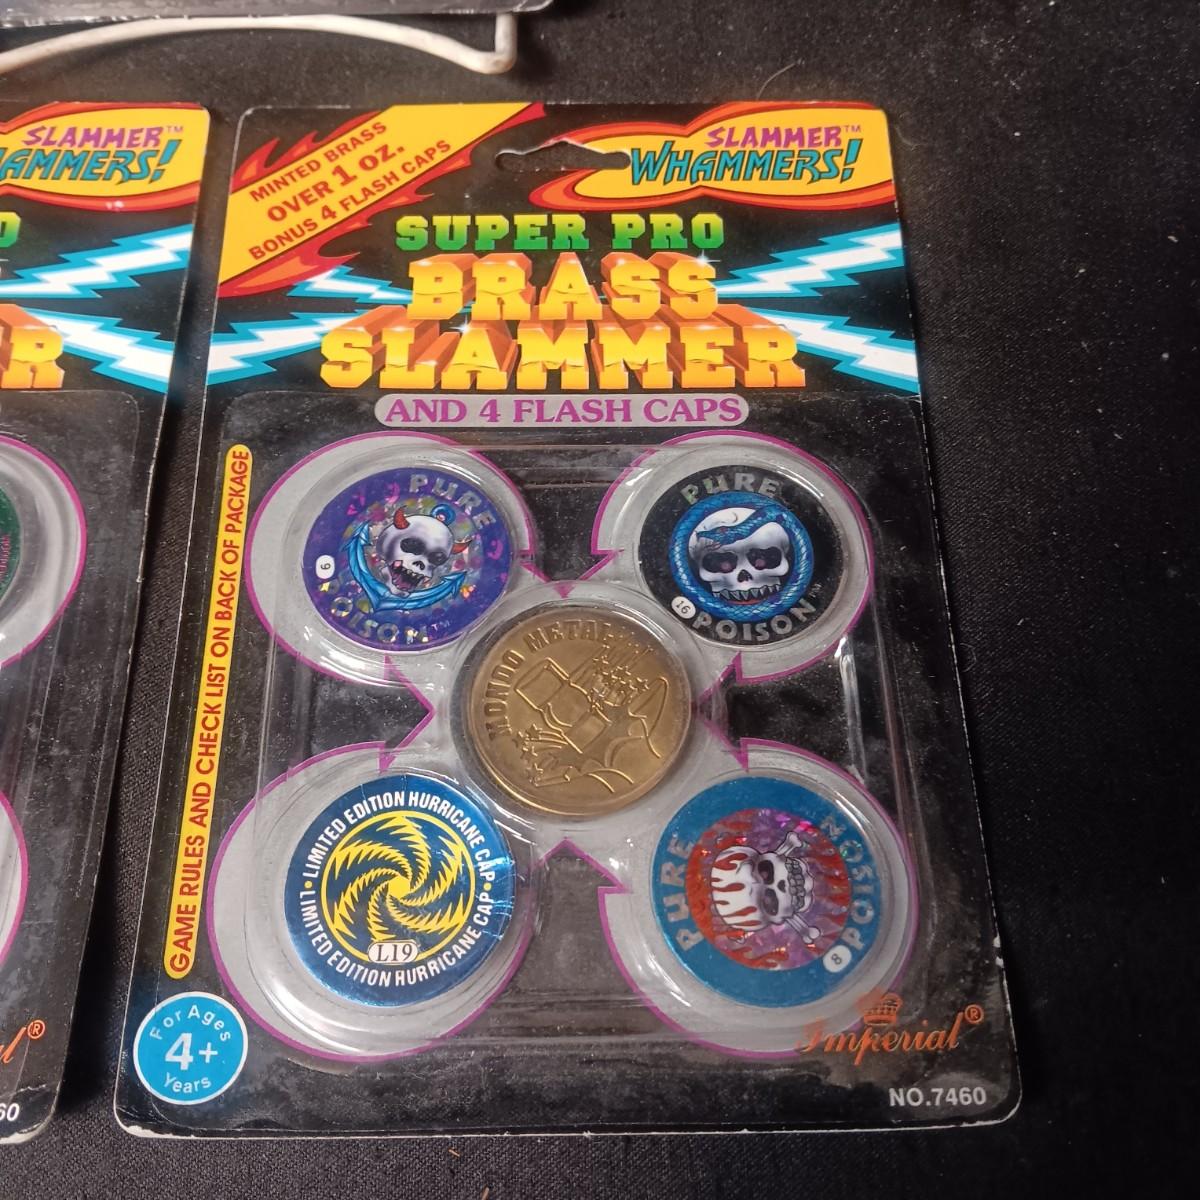 SLAMMER™
WHAMMERS!
MINTED BRASS
OVER 1 OZ.
BONUS 4 FLASH CAPS
SLAMMER™
WHAMMERS!
SUPER PRO
BRASS
SLAMMER
AND 4 FLASH CAPS
GAME RULES AND CHECK LIST ON BACK OF PACKAGE
PURE
9
POISON™
PURE
16
POISON™
MONDO METAL
LIMITED EDITION HURRICANE CAP
L19
LIMITED EDITION HURRICANE CAP
PURE
POISON
8
For Ages
4+
Years
Imperial®
NO.7460